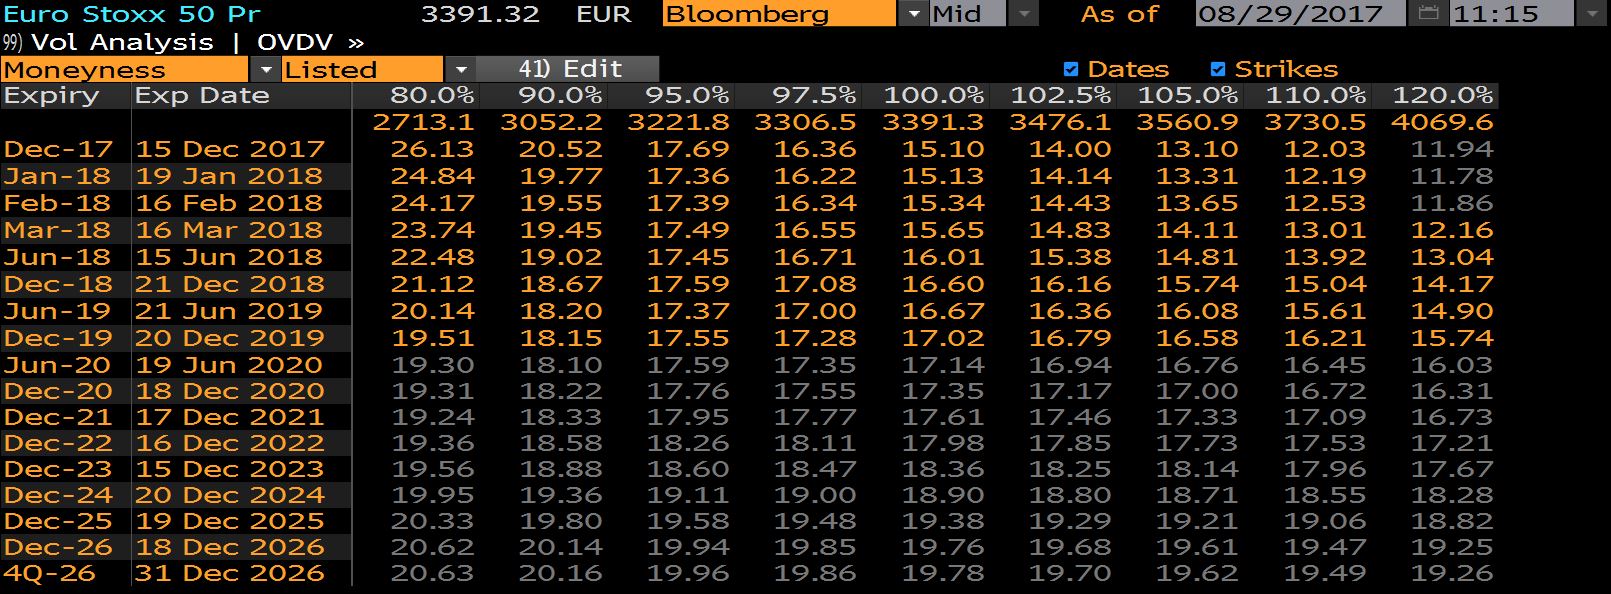 Euro Stoxx 50 Pr 3391.32 EUR Bloomberg Mid As of 08/29/2017 11:15
99) Vol Analysis | OVDV »
Moneyness Listed 41) Edit Dates Strikes
Expiry Exp Date 80.0% 90.0% 95.0% 97.5% 100.0% 102.5% 105.0% 110.0% 120.0%
2713.1 3052.2 3221.8 3306.5 3391.3 3476.1 3560.9 3730.5 4069.6
Dec-17 15 Dec 2017 26.13 20.52 17.69 16.36 15.10 14.00 13.10 12.03 11.94
Jan-18 19 Jan 2018 24.84 19.77 17.36 16.22 15.13 14.14 13.31 12.19 11.78
Feb-18 16 Feb 2018 24.17 19.55 17.39 16.34 15.34 14.43 13.65 12.53 11.86
Mar-18 16 Mar 2018 23.74 19.45 17.49 16.55 15.65 14.83 14.11 13.01 12.16
Jun-18 15 Jun 2018 22.48 19.02 17.45 16.71 16.01 15.38 14.81 13.92 13.04
Dec-18 21 Dec 2018 21.12 18.67 17.59 17.08 16.60 16.16 15.74 15.04 14.17
Jun-19 21 Jun 2019 20.14 18.20 17.37 17.00 16.67 16.36 16.08 15.61 14.90
Dec-19 20 Dec 2019 19.51 18.15 17.55 17.28 17.02 16.79 16.58 16.21 15.74
Jun-20 19 Jun 2020 19.30 18.10 17.59 17.35 17.14 16.94 16.76 16.45 16.03
Dec-20 18 Dec 2020 19.31 18.22 17.76 17.55 17.35 17.17 17.00 16.72 16.31
Dec-21 17 Dec 2021 19.24 18.33 17.95 17.77 17.61 17.46 17.33 17.09 16.73
Dec-22 16 Dec 2022 19.36 18.58 18.26 18.11 17.98 17.85 17.73 17.53 17.21
Dec-23 15 Dec 2023 19.56 18.88 18.60 18.47 18.36 18.25 18.14 17.96 17.67
Dec-24 20 Dec 2024 19.95 19.36 19.11 19.00 18.90 18.80 18.71 18.55 18.28
Dec-25 19 Dec 2025 20.33 19.80 19.58 19.48 19.38 19.29 19.21 19.06 18.82
Dec-26 18 Dec 2026 20.62 20.14 19.94 19.85 19.76 19.68 19.61 19.47 19.25
4Q-26 31 Dec 2026 20.63 20.16 19.96 19.86 19.78 19.70 19.62 19.49 19.26